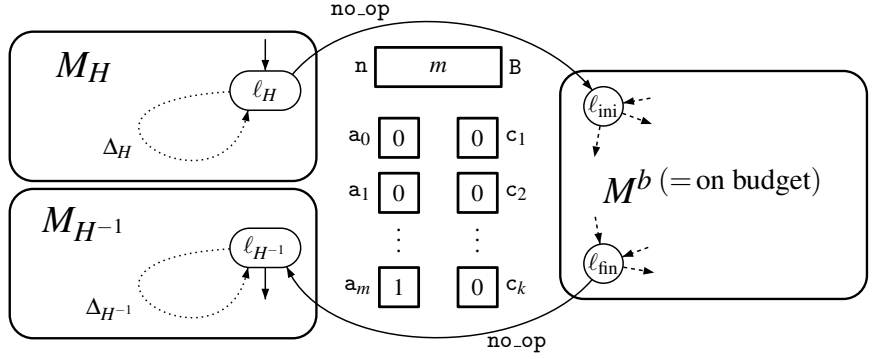 no_op
M_H
n m B
ℓ_H
ℓ_ini
Δ_H
a_0 0 0 c_1
a_1 0 0 c_2
M^b (= on budget)
M_{H^{-1}}
⋮ ⋮
ℓ_{H^{-1}}
ℓ_fin
Δ_{H^{-1}}
a_m 1 0 c_k
no_op